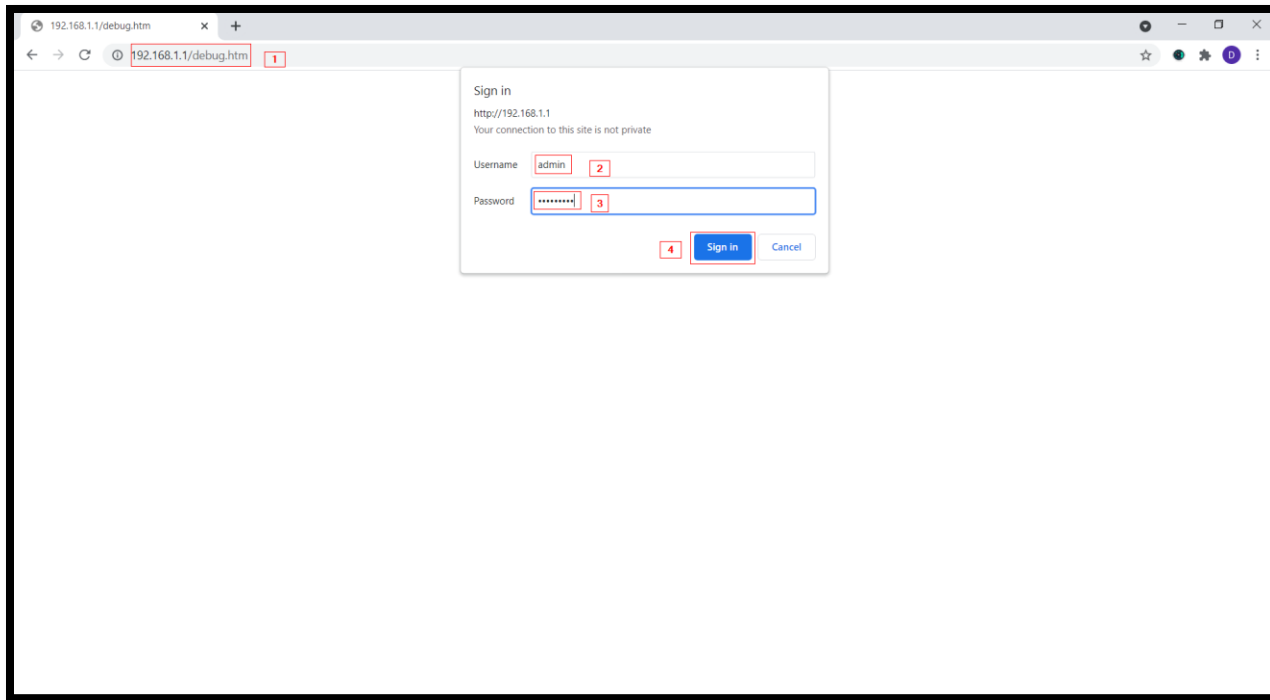 192.168.1.1/debug.htm
192.168.1.1/debug.htm 1
D
Sign in
http://192.168.1.1
Your connection to this site is not private
Username admin 2
Password ••••••••• 3
4 Sign in Cancel